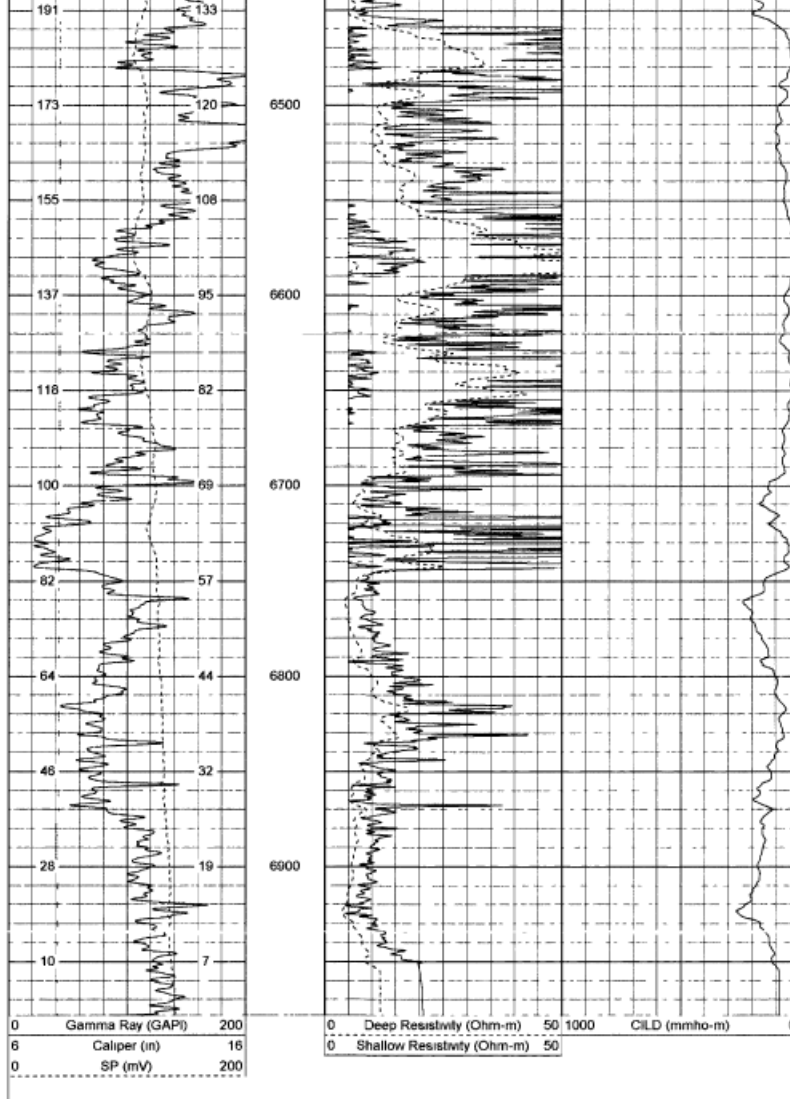 191 133
173 120 6500
155 108
137 95 6600
118 82
100 69 6700
82 57
64 44 6800
46 32
28 19 6900
10 7
0 Gamma Ray (GAPI) 200 0 Deep Resistivity (Ohm-m) 50 1000 CILD (mmho-m) 0
6 Caliper (in) 16 0 Shallow Resistivity (Ohm-m) 50
0 SP (mV) 200